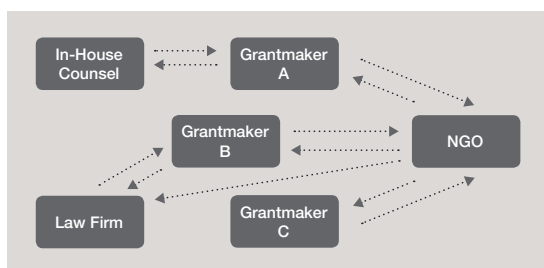 In-House
Counsel
Grantmaker
A
Grantmaker
B
NGO
Law Firm
Grantmaker
C